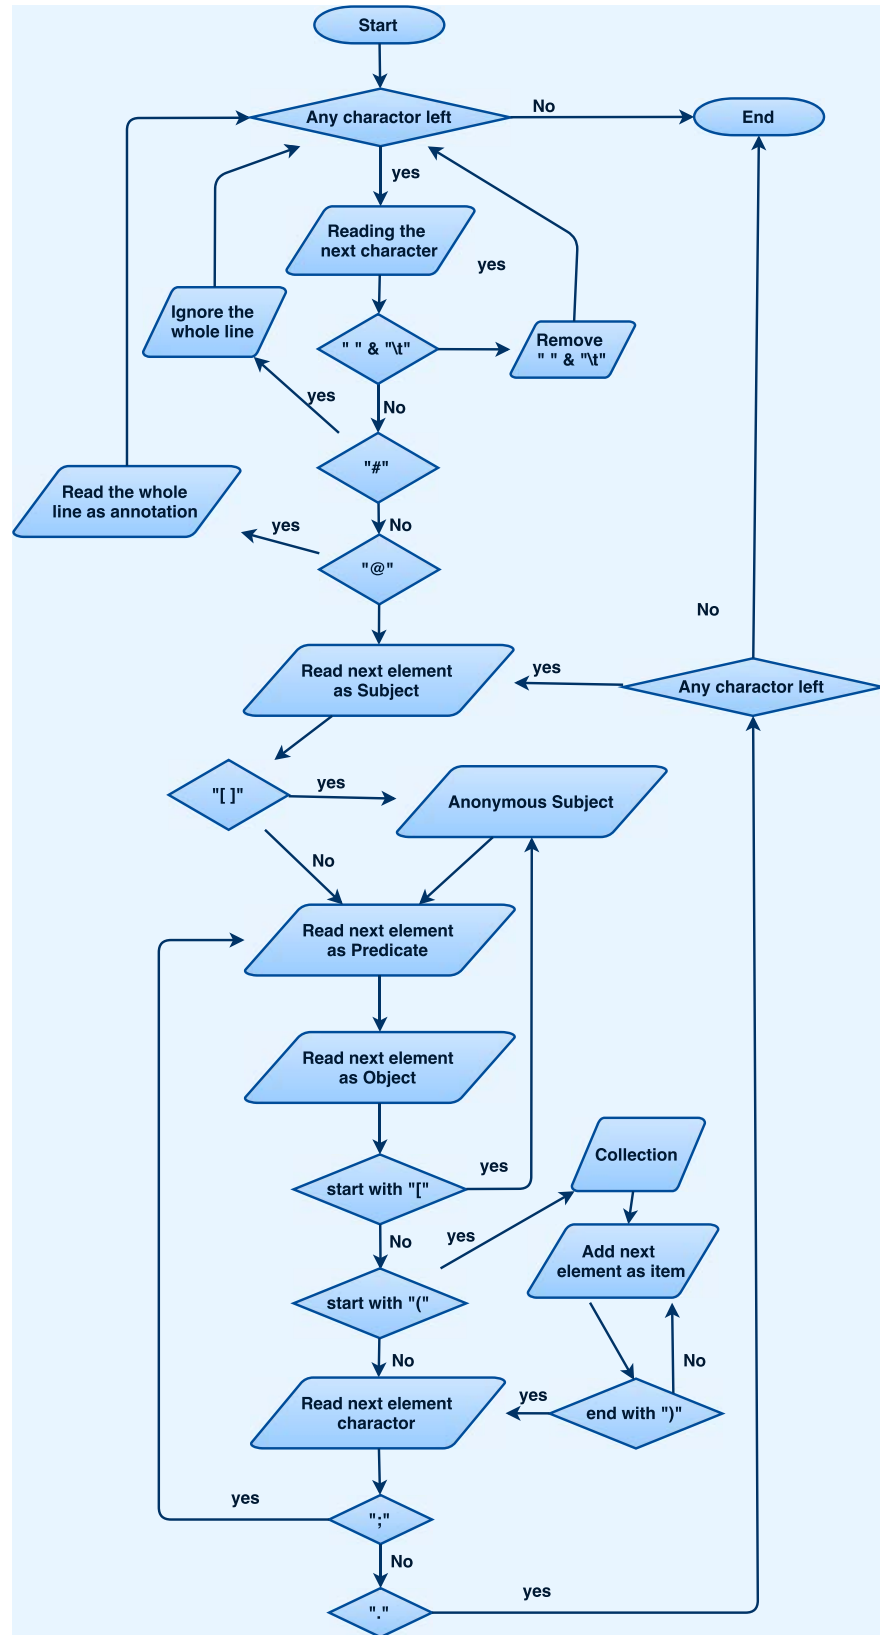 Start
Any charactor left
No
End
yes
Reading the
next character
yes
Ignore the
whole line
" " & "\t"
Remove
" " & "\t"
yes
No
"#"
Read the whole
line as annotation
yes
No
"@"
No
Read next element
as Subject
yes
Any charactor left
"[ ]"
yes
Anonymous Subject
No
Read next element
as Predicate
Read next element
as Object
start with "["
yes
Collection
No
yes
Add next
element as item
start with "("
No
No
Read next element
charactor
yes
end with ")"
yes
";"
No
yes
"."